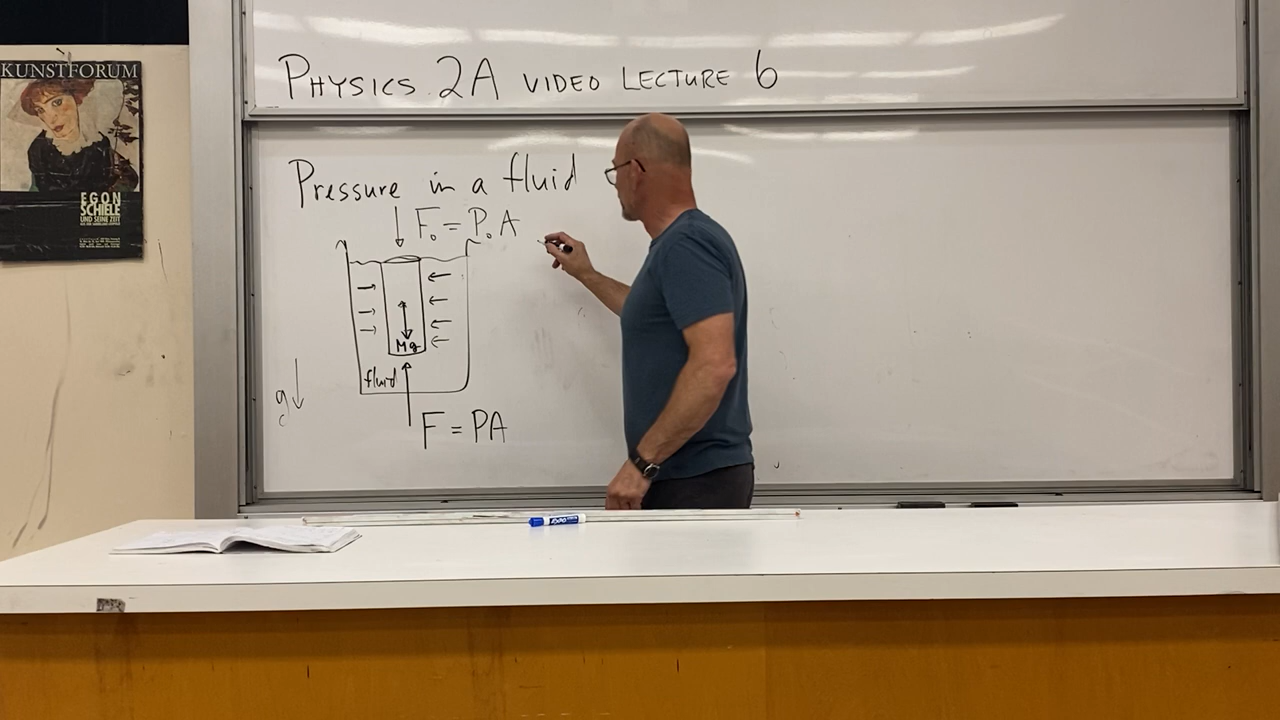 PHYSICS 2A VIDEO LECTURE 6
KUNSTFORUM
EGON
SCHIELE
UND SEINE ZEIT
Pressure in a fluid
F₀ = P₀A
Mg
fluid
g
F = PA
EXPO